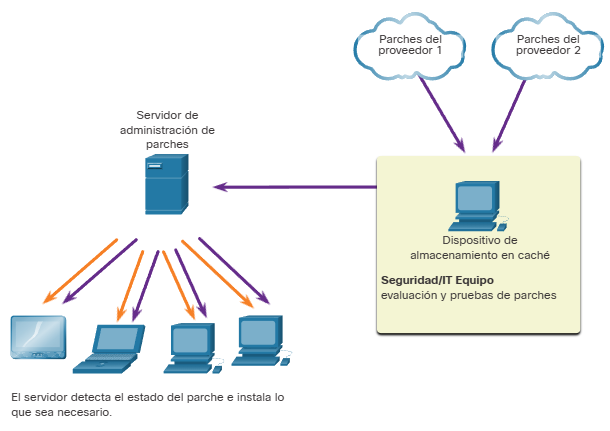 Parches del
proveedor 1
Parches del
proveedor 2
Servidor de
administración de
parches
Dispositivo de
almacenamiento en caché
Seguridad/IT Equipo
evaluación y pruebas de parches
El servidor detecta el estado del parche e instala lo
que sea necesario.